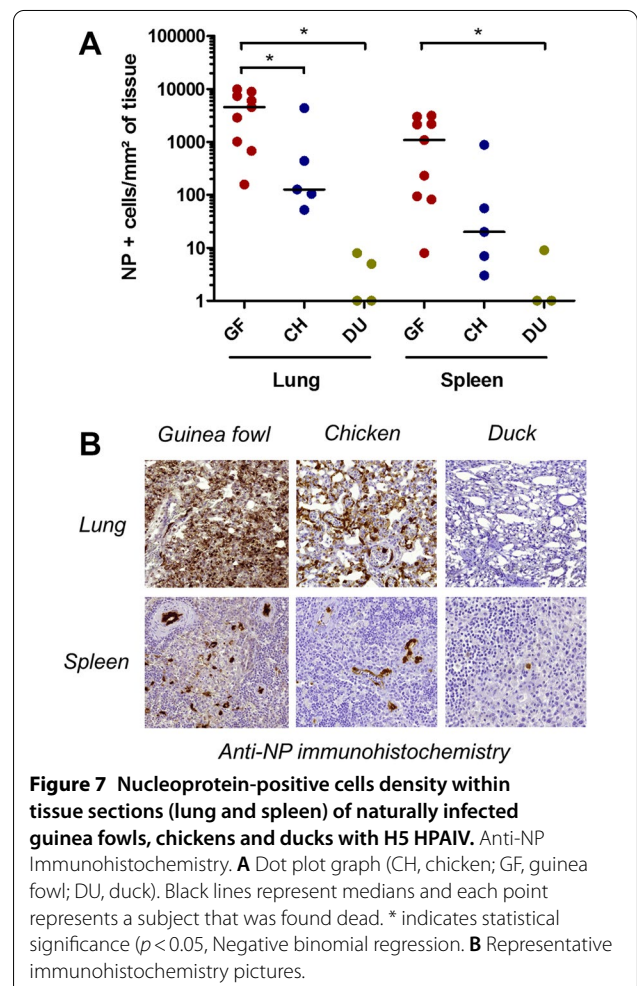 A
*
*
*
100000
10000
1000
100
10
1
NP + cells/mm² of tissue
GF
CH
DU
GF
CH
DU
Lung
Spleen
B
Guinea fowl
Chicken
Duck
Lung
Spleen
Anti-NP immunohistochemistry
Figure 7 Nucleoprotein-positive cells density within
tissue sections (lung and spleen) of naturally infected
guinea fowls, chickens and ducks with H5 HPAIV. Anti-NP
Immunohistochemistry. A Dot plot graph (CH, chicken; GF, guinea
fowl; DU, duck). Black lines represent medians and each point
represents a subject that was found dead. * indicates statistical
significance (p < 0.05, Negative binomial regression. B Representative
immunohistochemistry pictures.